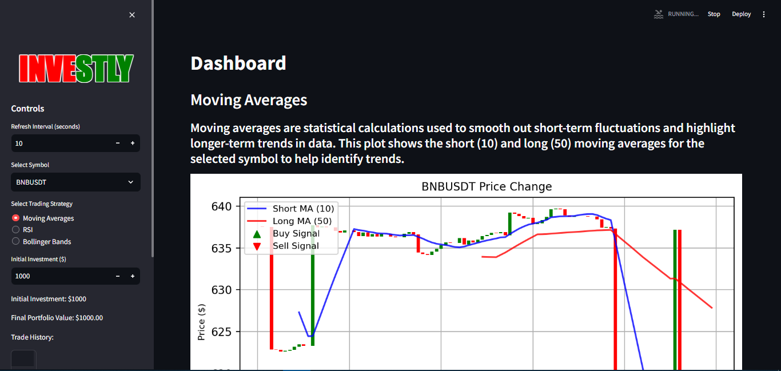 RUNNING...
Stop
Deploy
INVESTLY
Controls
Refresh Interval (seconds)
10
Select Symbol
BNBUSDT
Select Trading Strategy
Moving Averages
RSI
Bollinger Bands
Initial Investment ($)
1000
Initial Investment: $1000
Final Portfolio Value: $1000.00
Trade History:
Dashboard
Moving Averages
Moving averages are statistical calculations used to smooth out short-term fluctuations and highlight
longer-term trends in data. This plot shows the short (10) and long (50) moving averages for the
selected symbol to help identify trends.
BNBUSDT Price Change
Short MA (10)
Long MA (50)
Buy Signal
Sell Signal
640
635
630
625
Price ($)